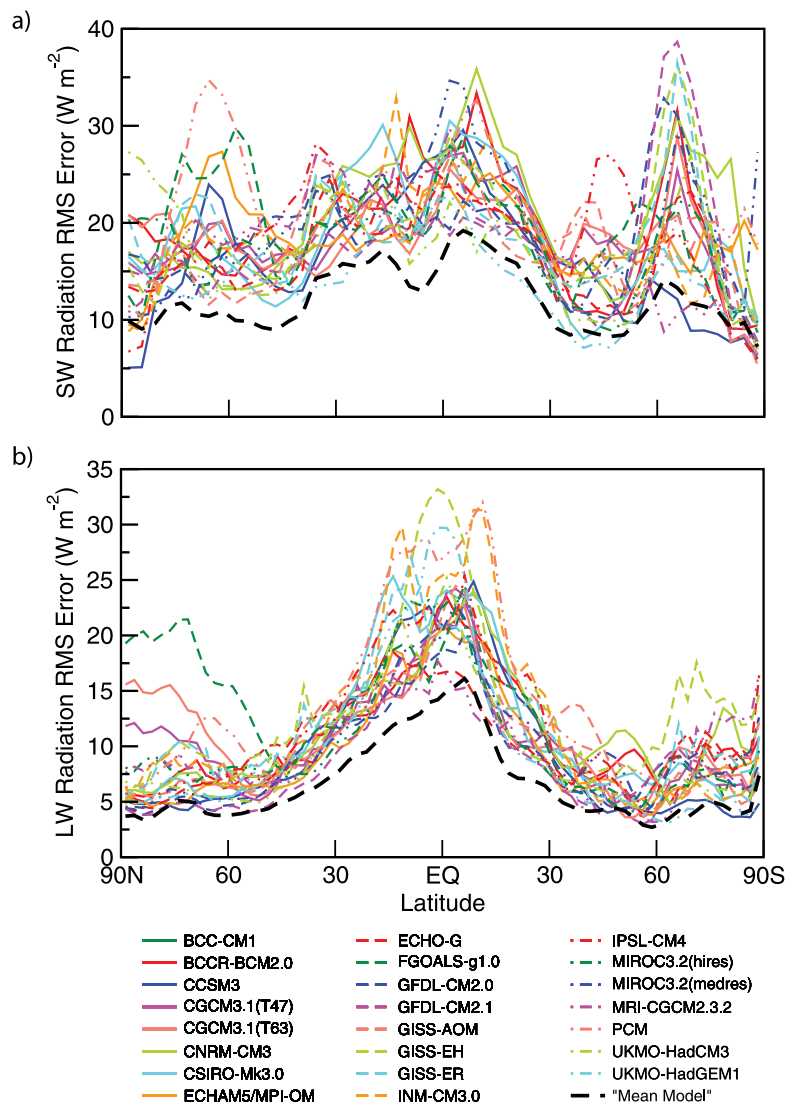 a)
SW Radiation RMS Error (W m-2)
40
30
20
10
0
b)
LW Radiation RMS Error (W m-2)
35
30
25
20
15
10
5
0
90N 60 30 EQ 30 60 90S
Latitude
BCC-CM1 ECHO-G IPSL-CM4
BCCR-BCM2.0 FGOALS-g1.0 MIROC3.2(hires)
CCSM3 GFDL-CM2.0 MIROC3.2(medres)
CGCM3.1(T47) GFDL-CM2.1 MRI-CGCM2.3.2
CGCM3.1(T63) GISS-AOM PCM
CNRM-CM3 GISS-EH UKMO-HadCM3
CSIRO-Mk3.0 GISS-ER UKMO-HadGEM1
ECHAM5/MPI-OM INM-CM3.0 "Mean Model"